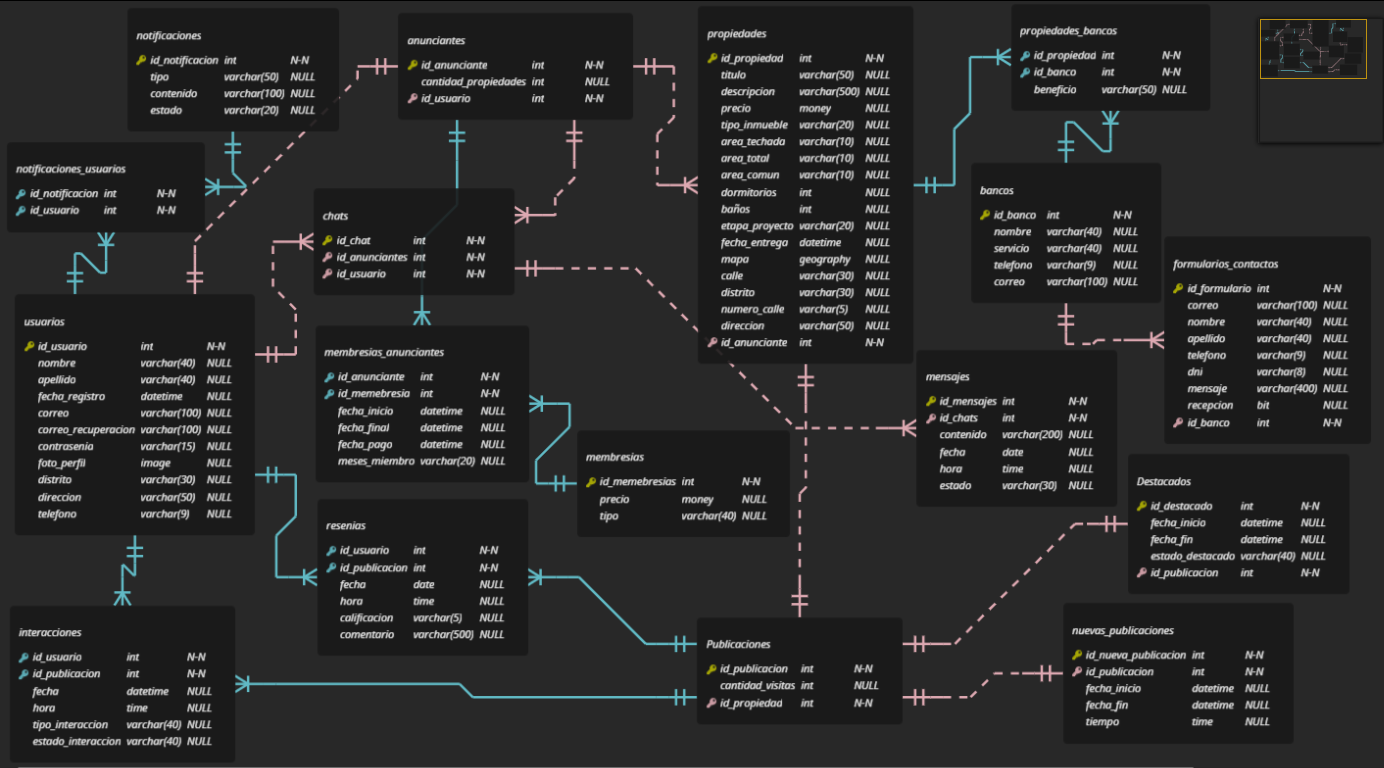 notificaciones
id_notificacion int N-N
tipo varchar(50) NULL
contenido varchar(100) NULL
estado varchar(20) NULL
anunciantes
id_anunciante int N-N
cantidad_propiedades int NULL
id_usuario int N-N
propiedades
id_propiedad int N-N
titulo varchar(50) NULL
descripcion varchar(500) NULL
precio money NULL
tipo_inmueble varchar(20) NULL
area_techada varchar(10) NULL
area_total varchar(10) NULL
area_comun varchar(10) NULL
dormitorios int NULL
baños int NULL
etapa_proyecto varchar(20) NULL
fecha_entrega datetime NULL
mapa geography NULL
calle varchar(30) NULL
distrito varchar(30) NULL
numero_calle varchar(5) NULL
direccion varchar(50) NULL
id_anunciante int N-N
propiedades_bancos
id_propiedad int N-N
id_banco int N-N
beneficio varchar(50) NULL
notificaciones_usuarios
id_notificacion int N-N
id_usuario int N-N
chats
id_chat int N-N
id_anunciantes int N-N
id_usuario int N-N
bancos
id_banco int N-N
nombre varchar(40) NULL
servicio varchar(40) NULL
telefono varchar(9) NULL
correo varchar(100) NULL
formularios_contactos
id_formulario int N-N
correo varchar(100) NULL
nombre varchar(40) NULL
apellido varchar(40) NULL
telefono varchar(9) NULL
dni varchar(8) NULL
mensaje varchar(400) NULL
recepcion bit NULL
id_banco int N-N
usuarios
id_usuario int N-N
nombre varchar(40) NULL
apellido varchar(40) NULL
fecha_registro datetime NULL
correo varchar(100) NULL
correo_recuperacion varchar(100) NULL
contrasenia varchar(15) NULL
foto_perfil image NULL
distrito varchar(30) NULL
direccion varchar(50) NULL
telefono varchar(9) NULL
membresias_anunciantes
id_anunciante int N-N
id_memebresia int N-N
fecha_inicio datetime NULL
fecha_final datetime NULL
fecha_pago datetime NULL
meses_miembro varchar(20) NULL
mensajes
id_mensajes int N-N
id_chats int N-N
contenido varchar(200) NULL
fecha date NULL
hora time NULL
estado varchar(30) NULL
membresias
id_memebresias int N-N
precio money NULL
tipo varchar(40) NULL
Destacados
id_destacado int N-N
fecha_inicio datetime NULL
fecha_fin datetime NULL
estado_destacado varchar(40) NULL
id_publicacion int N-N
resenias
id_usuario int N-N
id_publicacion int N-N
fecha date NULL
hora time NULL
calificacion varchar(5) NULL
comentario varchar(500) NULL
interacciones
id_usuario int N-N
id_publicacion int N-N
fecha datetime NULL
hora time NULL
tipo_interaccion varchar(40) NULL
estado_interaccion varchar(40) NULL
Publicaciones
id_publicacion int N-N
cantidad_visitas int NULL
id_propiedad int N-N
nuevas_publicaciones
id_nueva_publicacion int N-N
id_publicacion int N-N
fecha_inicio datetime NULL
fecha_fin datetime NULL
tiempo time NULL